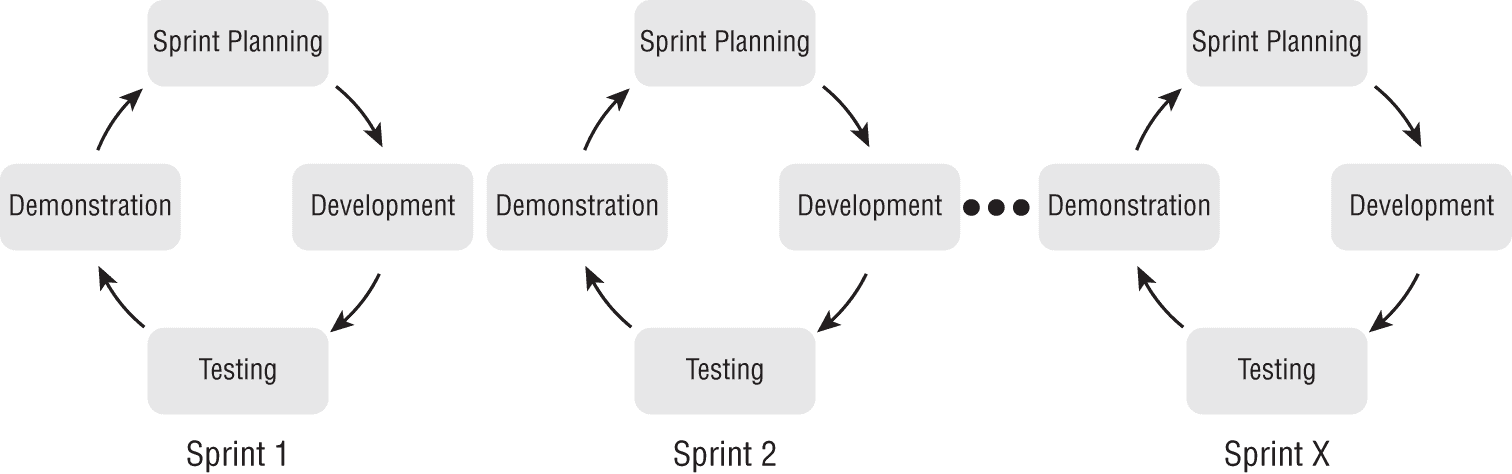 Sprint Planning
Sprint Planning
Sprint Planning
Demonstration
Development
Demonstration
Development
Demonstration
Development
Testing
Testing
Testing
Sprint 1
Sprint 2
Sprint X